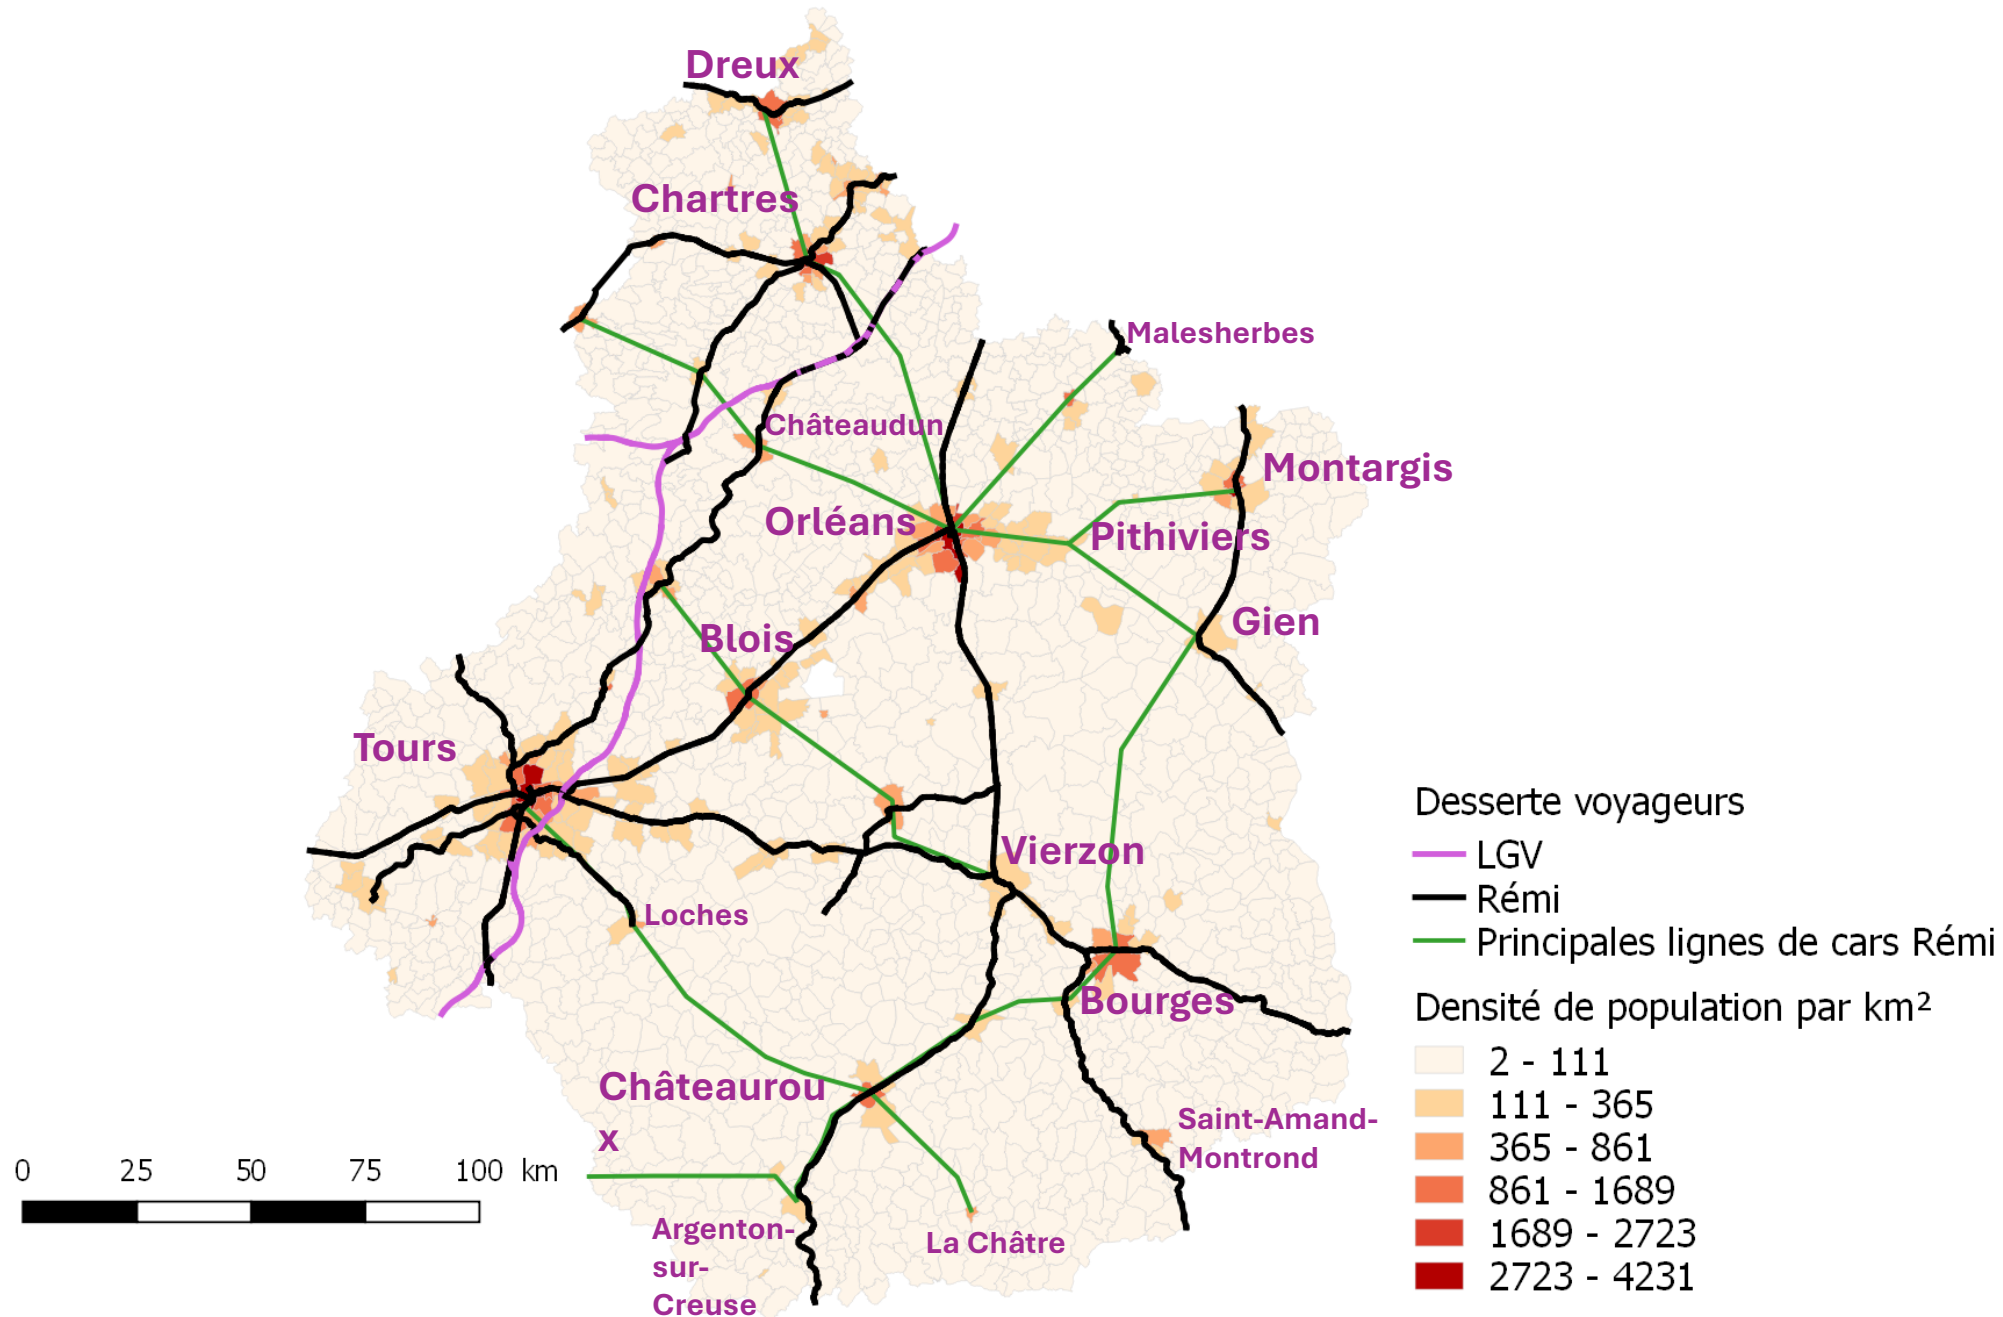 Dreux
Chartres
Malesherbes
Châteaudun
Montargis
Orléans
Pithiviers
Gien
Blois
Tours
Vierzon
Loches
Bourges
Châteaurou
x
Saint-Amand-
Montrond
Argenton-
sur-
Creuse
La Châtre
0 25 50 75 100 km
Desserte voyageurs
LGV
Rémi
Principales lignes de cars Rémi
Densité de population par km²
2 - 111
111 - 365
365 - 861
861 - 1689
1689 - 2723
2723 - 4231